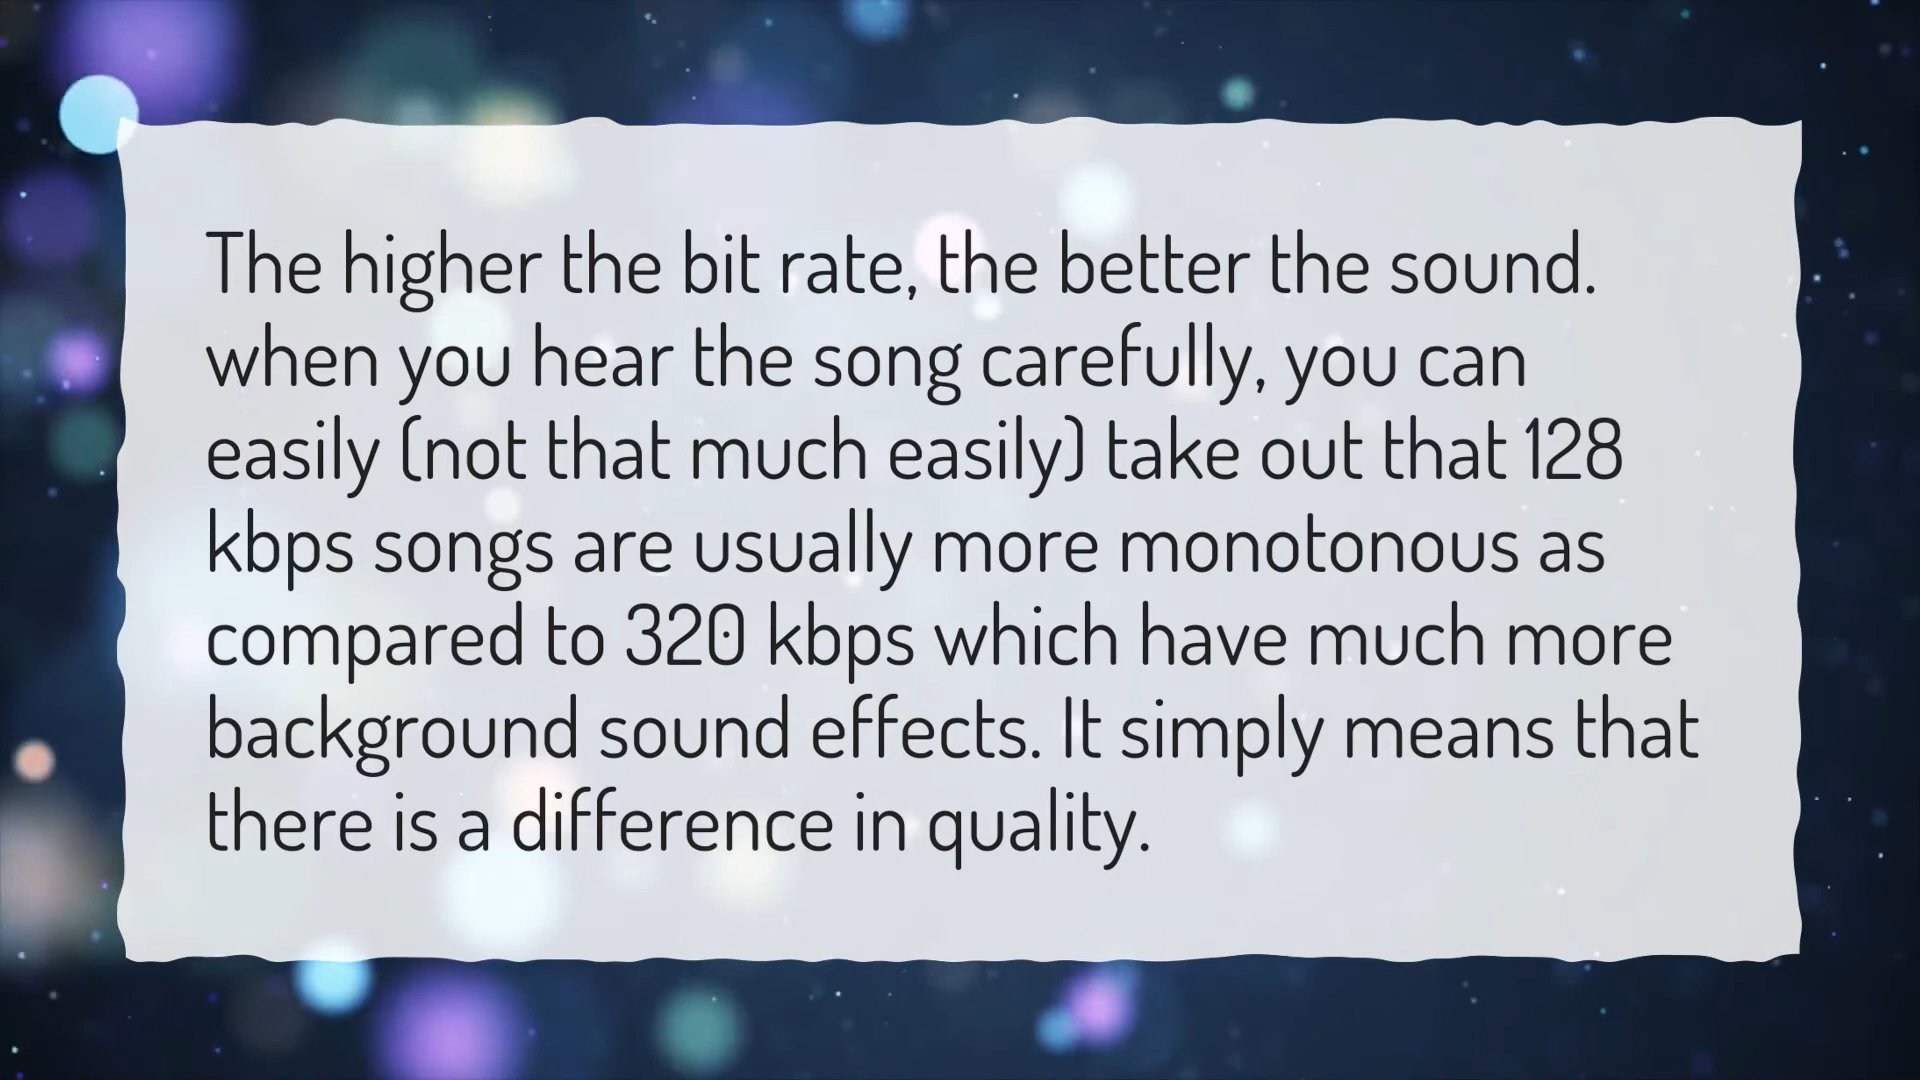 The higher the bit rate, the better the sound.
when you hear the song carefully, you can
easily (not that much easily) take out that 128
kbps songs are usually more monotonous as
compared to 320 kbps which have much more
background sound effects. It simply means that
there is a difference in quality.